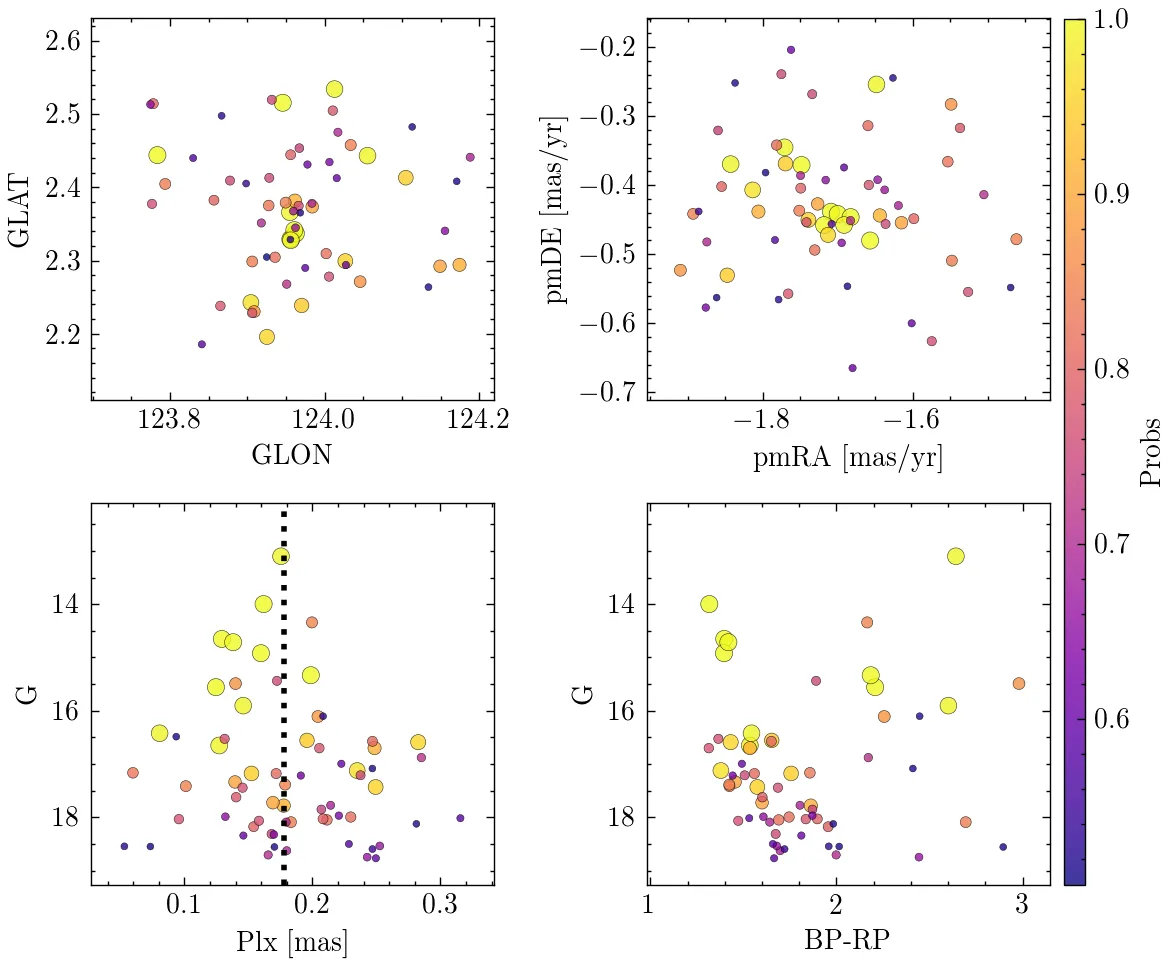 2.6
2.5
2.4
2.3
2.2
GLAT
123.8 124.0 124.2
GLON
−0.2
−0.3
−0.4
−0.5
−0.6
−0.7
pmDE [mas/yr]
−1.8 −1.6
pmRA [mas/yr]
1.0
0.9
0.8
0.7
0.6
Probs
14
16
18
G
0.1 0.2 0.3
Plx [mas]
14
16
18
G
1 2 3
BP-RP